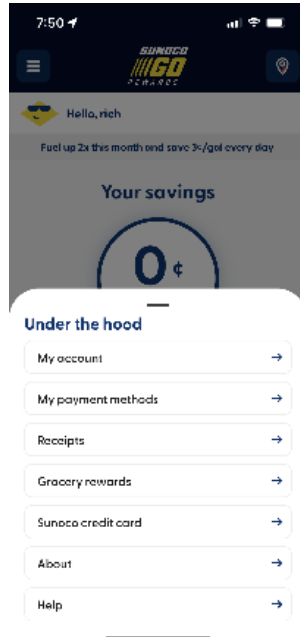 7:50
SUNOCO
GO
REWARDS
Hello, rich
Fuel up 2x this month and save 3¢/gal every day
Your savings
0¢
Under the hood
My account
My payment methods
Receipts
Grocery rewards
Sunoco credit card
About
Help